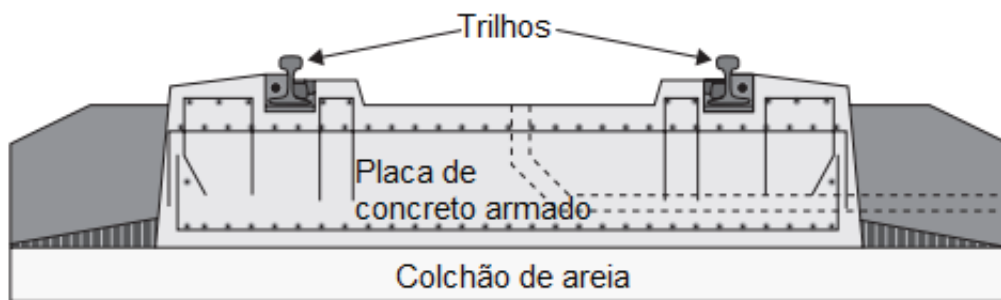 Trilhos
Placa de
concreto armado
Colchão de areia